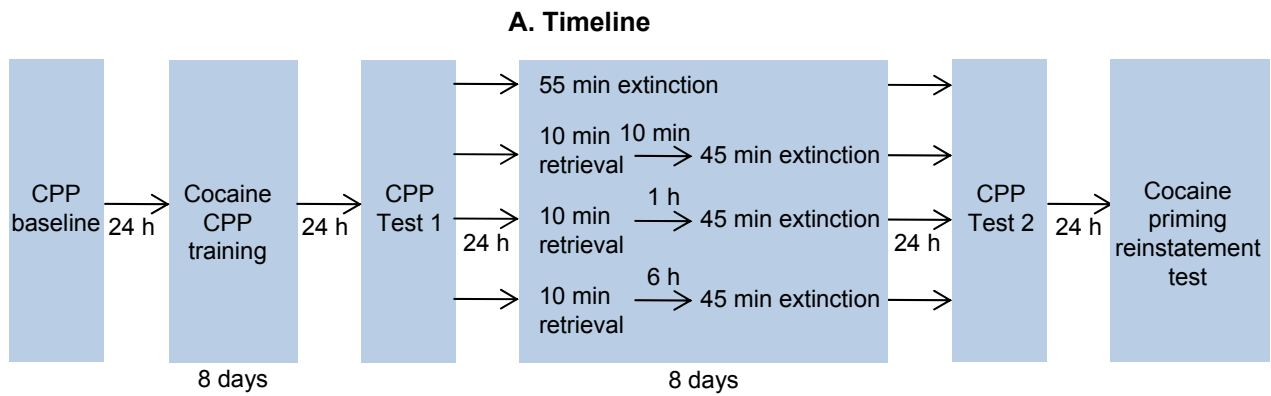 A. Timeline
CPP
baseline
24 h
Cocaine
CPP
training
8 days
24 h
CPP
Test 1
24 h
55 min extinction
10 min
retrieval
10 min
45 min extinction
10 min
retrieval
1 h
45 min extinction
10 min
retrieval
6 h
45 min extinction
8 days
24 h
CPP
Test 2
24 h
Cocaine
priming
reinstatement
test